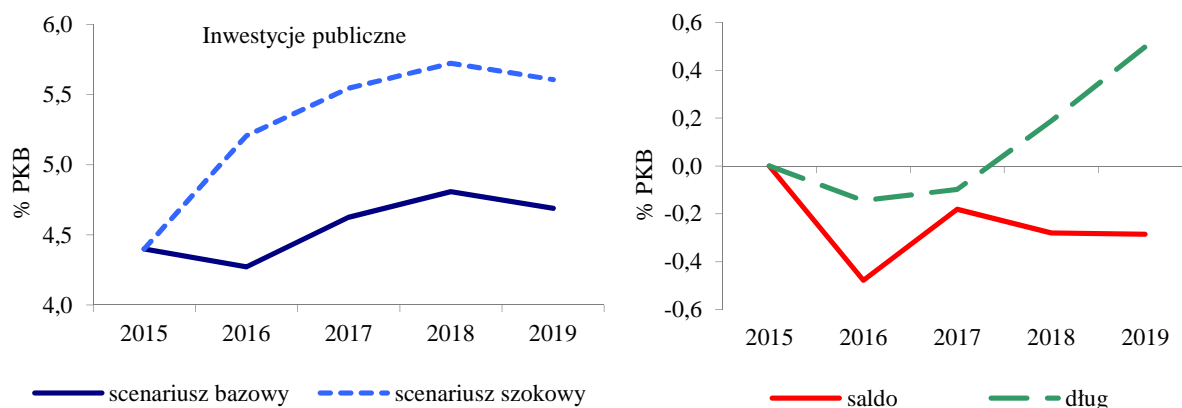 Inwestycje publiczne
% PKB
6,0
5,5
5,0
4,5
4,0
2015 2016 2017 2018 2019
scenariusz bazowy scenariusz szokowy
% PKB
0,6
0,4
0,2
0,0
-0,2
-0,4
-0,6
2015 2016 2017 2018 2019
saldo dług